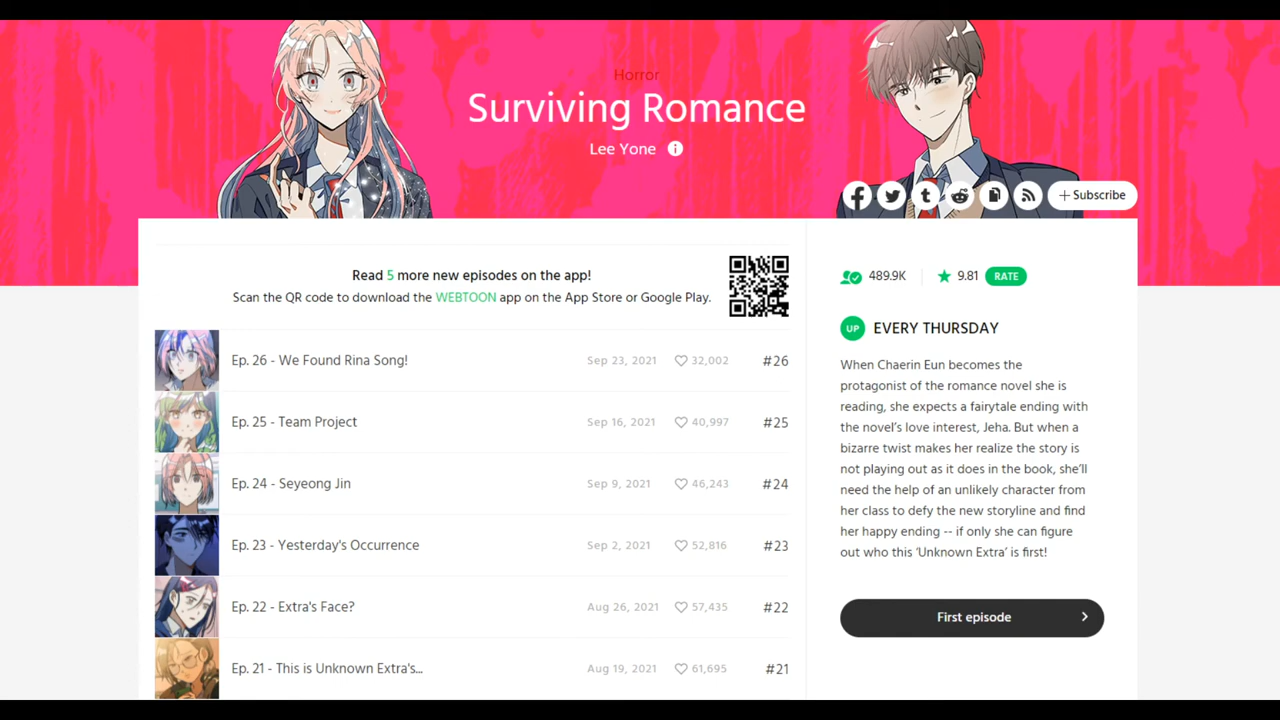 Horror
Surviving Romance
Lee Yone
+ Subscribe
Read 5 more new episodes on the app!
Scan the QR code to download the WEBTOON app on the App Store or Google Play.
Ep. 26 - We Found Rina Song! Sep 23, 2021 32,002 #26
Ep. 25 - Team Project Sep 16, 2021 40,997 #25
Ep. 24 - Seyeong Jin Sep 9, 2021 46,243 #24
Ep. 23 - Yesterday's Occurrence Sep 2, 2021 52,816 #23
Ep. 22 - Extra's Face? Aug 26, 2021 57,435 #22
Ep. 21 - This is Unknown Extra's... Aug 19, 2021 61,695 #21
489.9K 9.81 RATE
UP EVERY THURSDAY
When Chaerin Eun becomes the
protagonist of the romance novel she is
reading, she expects a fairytale ending with
the novel's love interest, Jeha. But when a
bizarre twist makes her realize the story is
not playing out as it does in the book, she'll
need the help of an unlikely character from
her class to defy the new storyline and find
her happy ending -- if only she can figure
out who this ‘Unknown Extra’ is first!
First episode